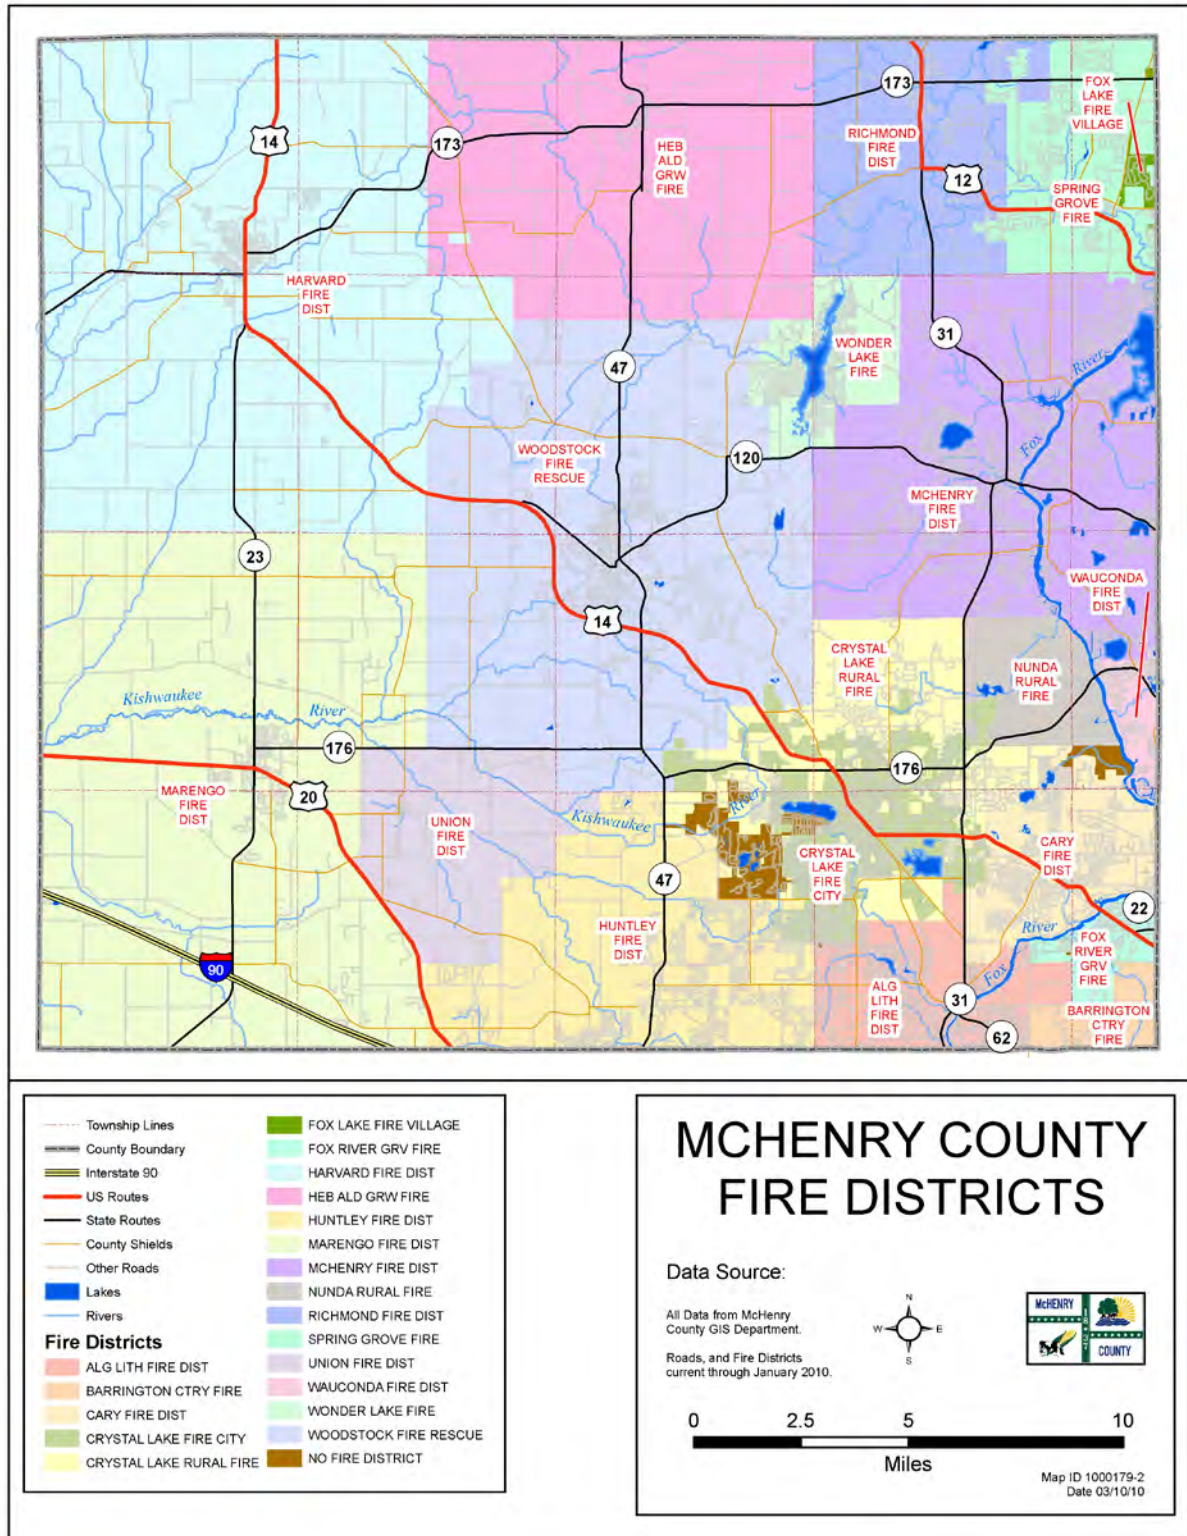 173
FOX
LAKE
FIRE
VILLAGE
14
173
HEB
ALD
GRW
FIRE
RICHMOND
FIRE
DIST
12
SPRING
GROVE
FIRE
HARVARD
FIRE
DIST
31
WONDER
LAKE
FIRE
47
River
Fox
WOODSTOCK
FIRE
RESCUE
120
MCHENRY
FIRE
DIST
23
WAUCONDA
FIRE
DIST
14
CRYSTAL
LAKE
RURAL
FIRE
NUNDA
RURAL
FIRE
Kishwaukee
River
176
176
MARENGO
FIRE
DIST
20
UNION
FIRE
DIST
Kishwaukee
River
CRYSTAL
LAKE
FIRE
CITY
CARY
FIRE
DIST
47
22
HUNTLEY
FIRE
DIST
River
Fox
FOX
RIVER
GRV
FIRE
90
ALG
LITH
FIRE
DIST
31
BARRINGTON
CTRY
FIRE
62
Township Lines
County Boundary
Interstate 90
US Routes
State Routes
County Shields
Other Roads
Lakes
Rivers
Fire Districts
ALG LITH FIRE DIST
BARRINGTON CTRY FIRE
CARY FIRE DIST
CRYSTAL LAKE FIRE CITY
CRYSTAL LAKE RURAL FIRE
FOX LAKE FIRE VILLAGE
FOX RIVER GRV FIRE
HARVARD FIRE DIST
HEB ALD GRW FIRE
HUNTLEY FIRE DIST
MARENGO FIRE DIST
MCHENRY FIRE DIST
NUNDA RURAL FIRE
RICHMOND FIRE DIST
SPRING GROVE FIRE
UNION FIRE DIST
WAUCONDA FIRE DIST
WONDER LAKE FIRE
WOODSTOCK FIRE RESCUE
NO FIRE DISTRICT
MCHENRY COUNTY
FIRE DISTRICTS
Data Source:
All Data from McHenry
County GIS Department.
Roads, and Fire Districts
current through January 2010.
N
W
E
S
McHENRY
COUNTY
0 2.5 5 10
Miles
Map ID 1000179-2
Date 03/10/10